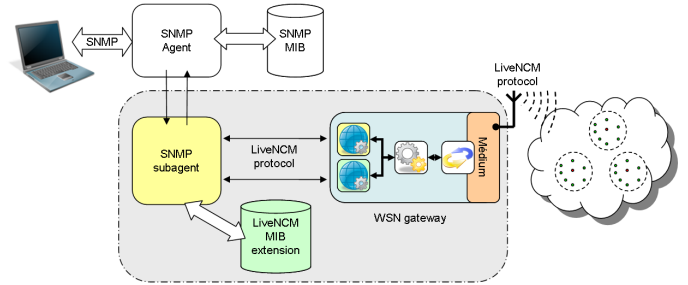 SNMP
SNMP
Agent
SNMP
MIB
LiveNCM
protocol
SNMP
subagent
LiveNCM
protocol
Médium
WSN gateway
LiveNCM
MIB
extension